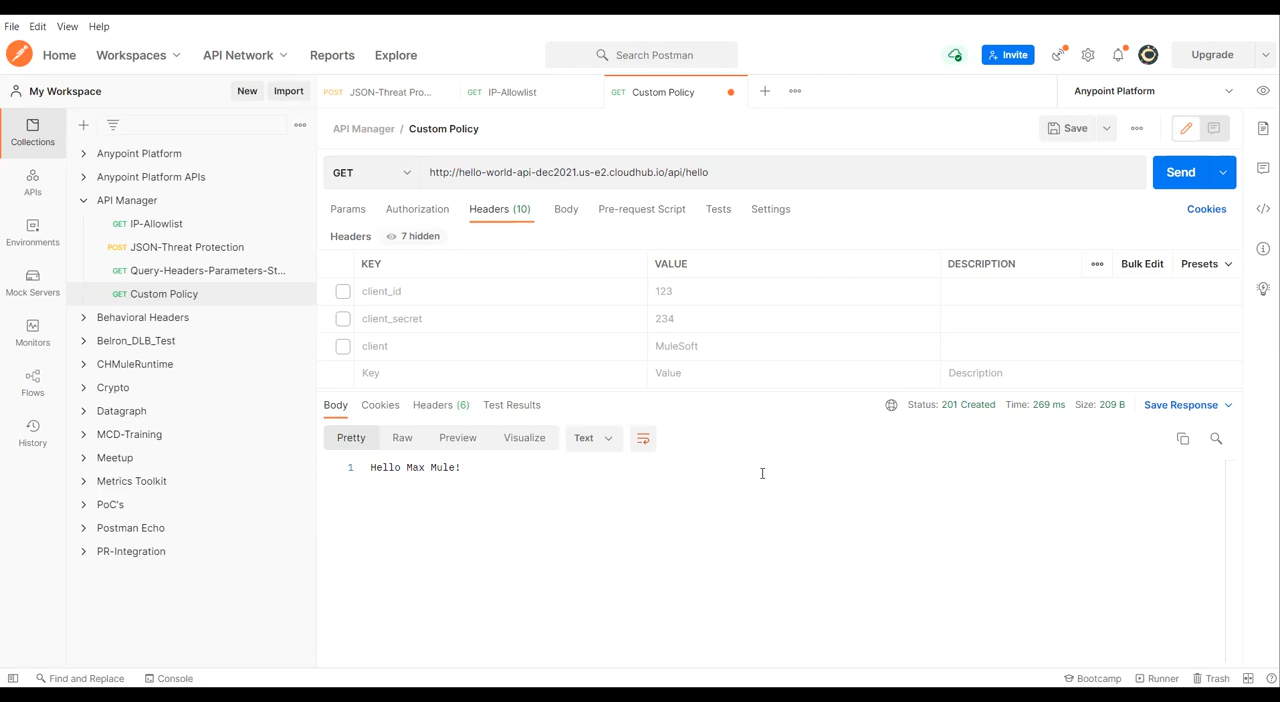 File Edit View Help
Home Workspaces API Network Reports Explore Search Postman Invite Upgrade
My Workspace New Import POST JSON-Threat Pro... GET IP-Allowlist GET Custom Policy Anypoint Platform
Collections
APIs
Environments
Mock Servers
Monitors
Flows
History
Anypoint Platform
Anypoint Platform APIs
API Manager
GET IP-Allowlist
POST JSON-Threat Protection
GET Query-Headers-Parameters-St...
GET Custom Policy
Behavioral Headers
Belron_DLB_Test
CHMuleRuntime
Crypto
Datagraph
MCD-Training
Meetup
Metrics Toolkit
PoC's
Postman Echo
PR-Integration
API Manager / Custom Policy Save
GET http://hello-world-api-dec2021.us-e2.cloudhub.io/api/hello Send
Params Authorization Headers (10) Body Pre-request Script Tests Settings Cookies
Headers 7 hidden
KEY VALUE DESCRIPTION Bulk Edit Presets
client_id 123
client_secret 234
client MuleSoft
Key Value Description
Body Cookies Headers (6) Test Results Status: 201 Created Time: 269 ms Size: 209 B Save Response
Pretty Raw Preview Visualize Text
1 Hello Max Mule!
Find and Replace Console Bootcamp Runner Trash